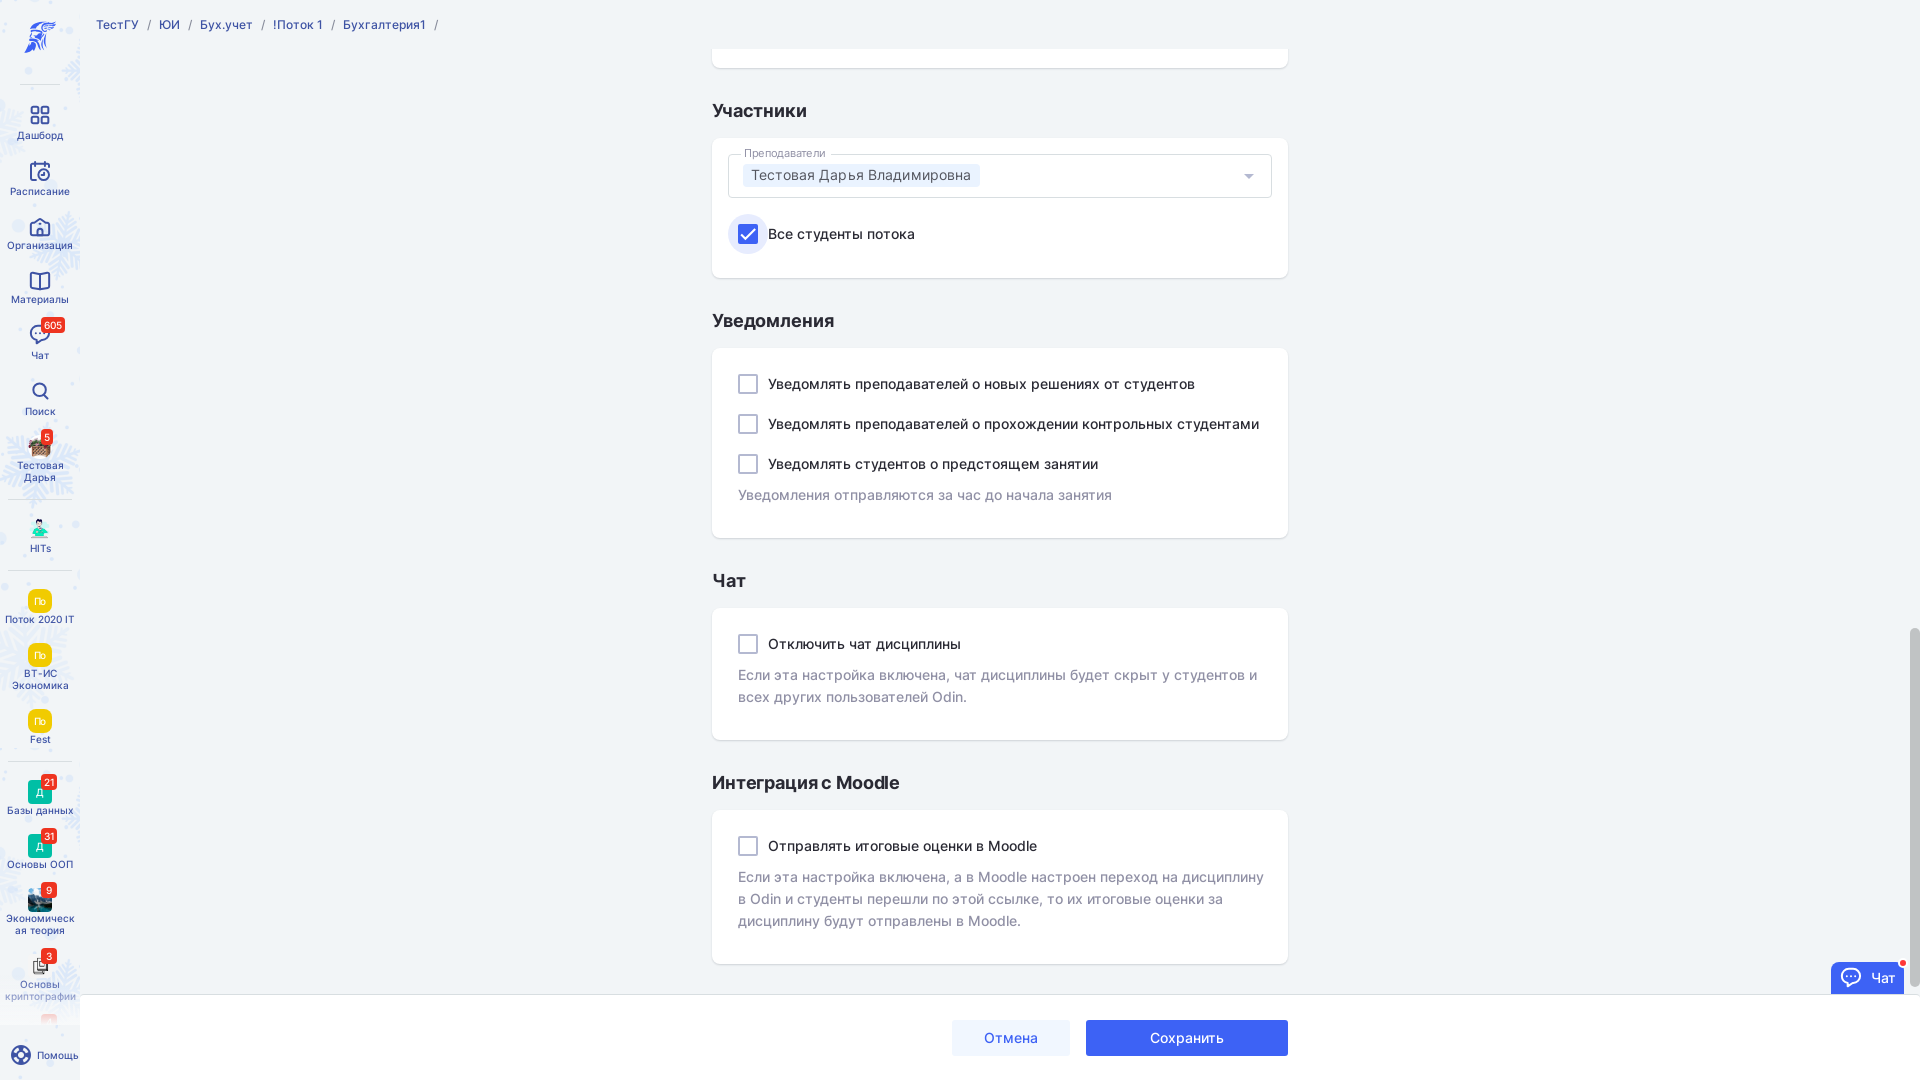 ТестГУ / ЮИ / Бух.учет / !Поток 1 / Бухгалтерия1 /
Дашборд
Расписание
Организация
Материалы
605
Чат
Поиск
5
Тестовая
Дарья
HITs
По
Поток 2020 IT
По
ВТ-ИС
Экономика
По
Fest
21
Д
Базы данных
31
Д
Основы ООП
9
Экономическ
ая теория
3
Основы
криптографии
Помощь
Участники
Преподаватели
Тестовая Дарья Владимировна
Все студенты потока
Уведомления
Уведомлять преподавателей о новых решениях от студентов
Уведомлять преподавателей о прохождении контрольных студентами
Уведомлять студентов о предстоящем занятии
Уведомления отправляются за час до начала занятия
Чат
Отключить чат дисциплины
Если эта настройка включена, чат дисциплины будет скрыт у студентов и
всех других пользователей Odin.
Интеграция с Moodle
Отправлять итоговые оценки в Moodle
Если эта настройка включена, а в Moodle настроен переход на дисциплину
в Odin и студенты перешли по этой ссылке, то их итоговые оценки за
дисциплину будут отправлены в Moodle.
Чат
Отмена
Сохранить